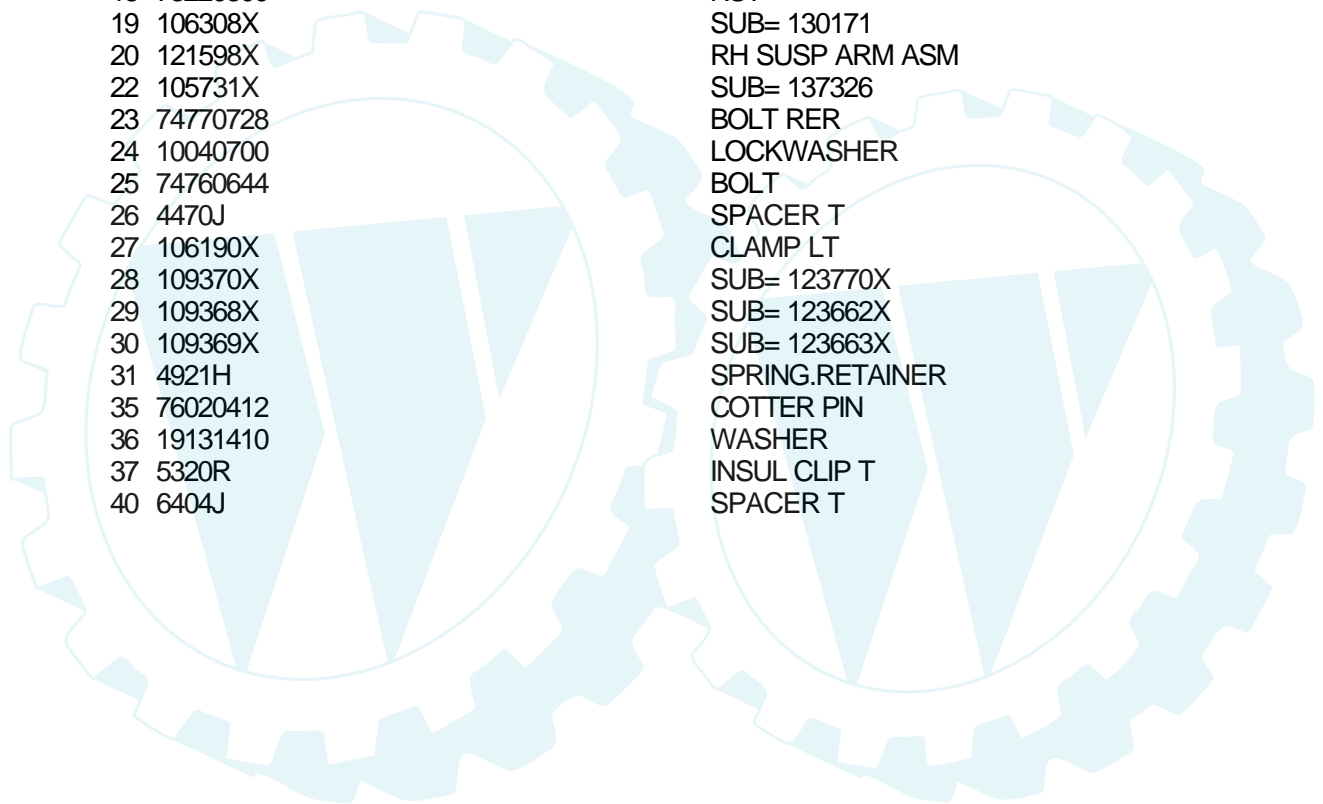 19 106308X SUB= 130171
20 121598X RH SUSP ARM ASM
22 105731X SUB= 137326
23 74770728 BOLT RER
24 10040700 LOCKWASHER
25 74760644 BOLT
26 4470J SPACER T
27 106190X CLAMP LT
28 109370X SUB= 123770X
29 109368X SUB= 123662X
30 109369X SUB= 123663X
31 4921H SPRING.RETAINER
35 76020412 COTTER PIN
36 19131410 WASHER
37 5320R INSUL CLIP T
40 6404J SPACER T